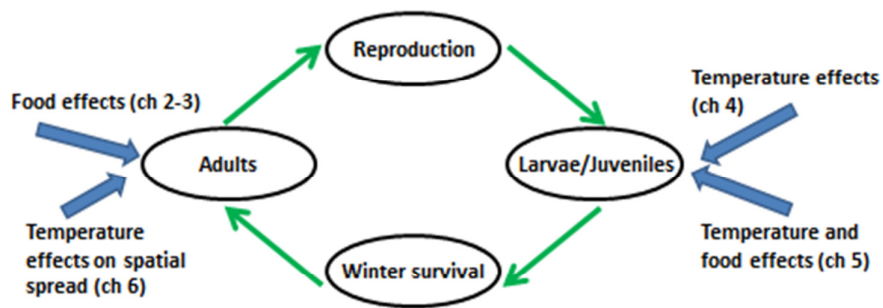 Reproduction
Food effects (ch 2-3)
Temperature effects
(ch 4)
Adults
Larvae/Juveniles
Temperature
effects on spatial
spread (ch 6)
Winter survival
Temperature and
food effects (ch 5)